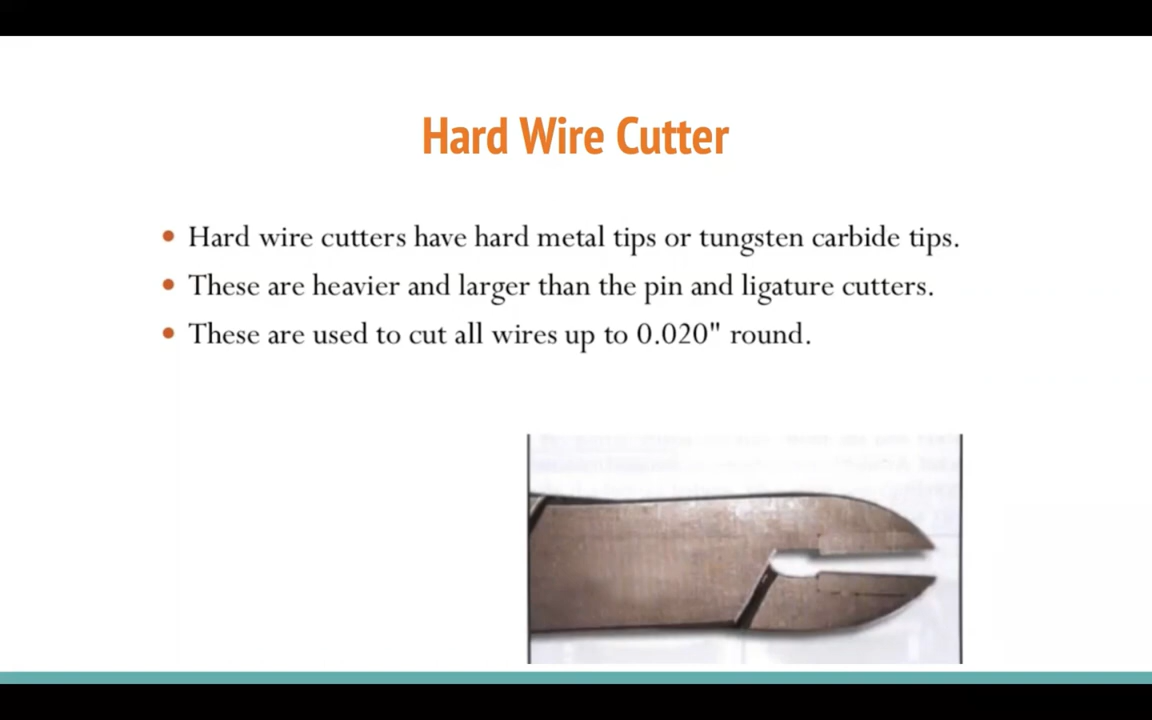 Hard Wire Cutter
• Hard wire cutters have hard metal tips or tungsten carbide tips.
• These are heavier and larger than the pin and ligature cutters.
• These are used to cut all wires up to 0.020" round.